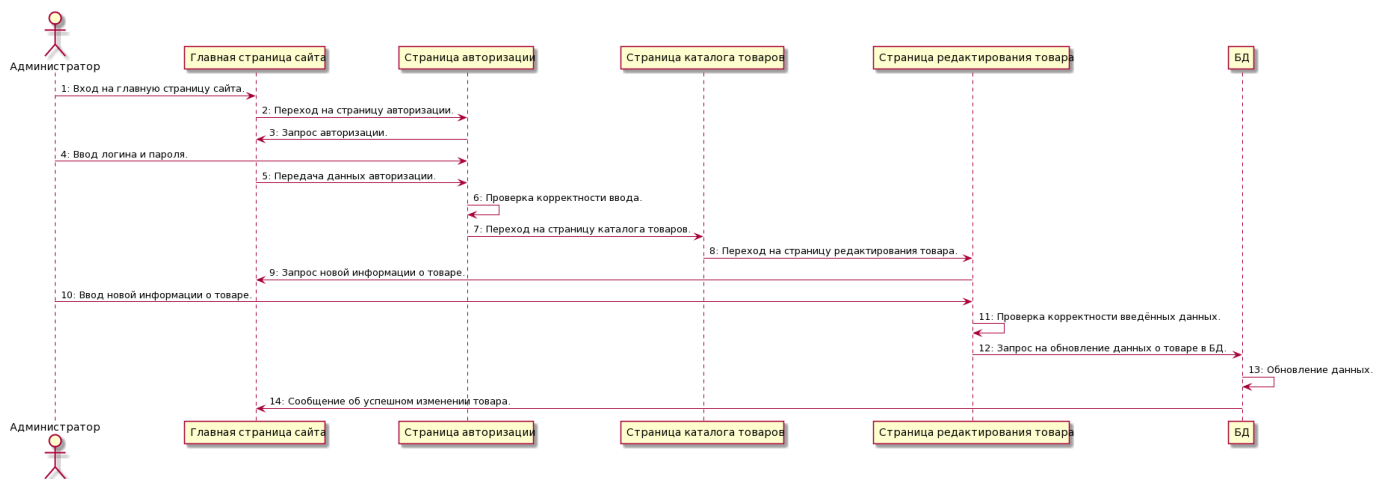 Администратор
Главная страница сайта
Страница авторизации
Страница каталога товаров
Страница редактирования товара
БД
1: Вход на главную страницу сайта.
2: Переход на страницу авторизации.
3: Запрос авторизации.
4: Ввод логина и пароля.
5: Передача данных авторизации.
6: Проверка корректности ввода.
7: Переход на страницу каталога товаров.
8: Переход на страницу редактирования товара.
9: Запрос новой информации о товаре.
10: Ввод новой информации о товаре.
11: Проверка корректности введённых данных.
12: Запрос на обновление данных о товаре в БД.
13: Обновление данных.
14: Сообщение об успешном изменении товара.
Администратор
Главная страница сайта
Страница авторизации
Страница каталога товаров
Страница редактирования товара
БД